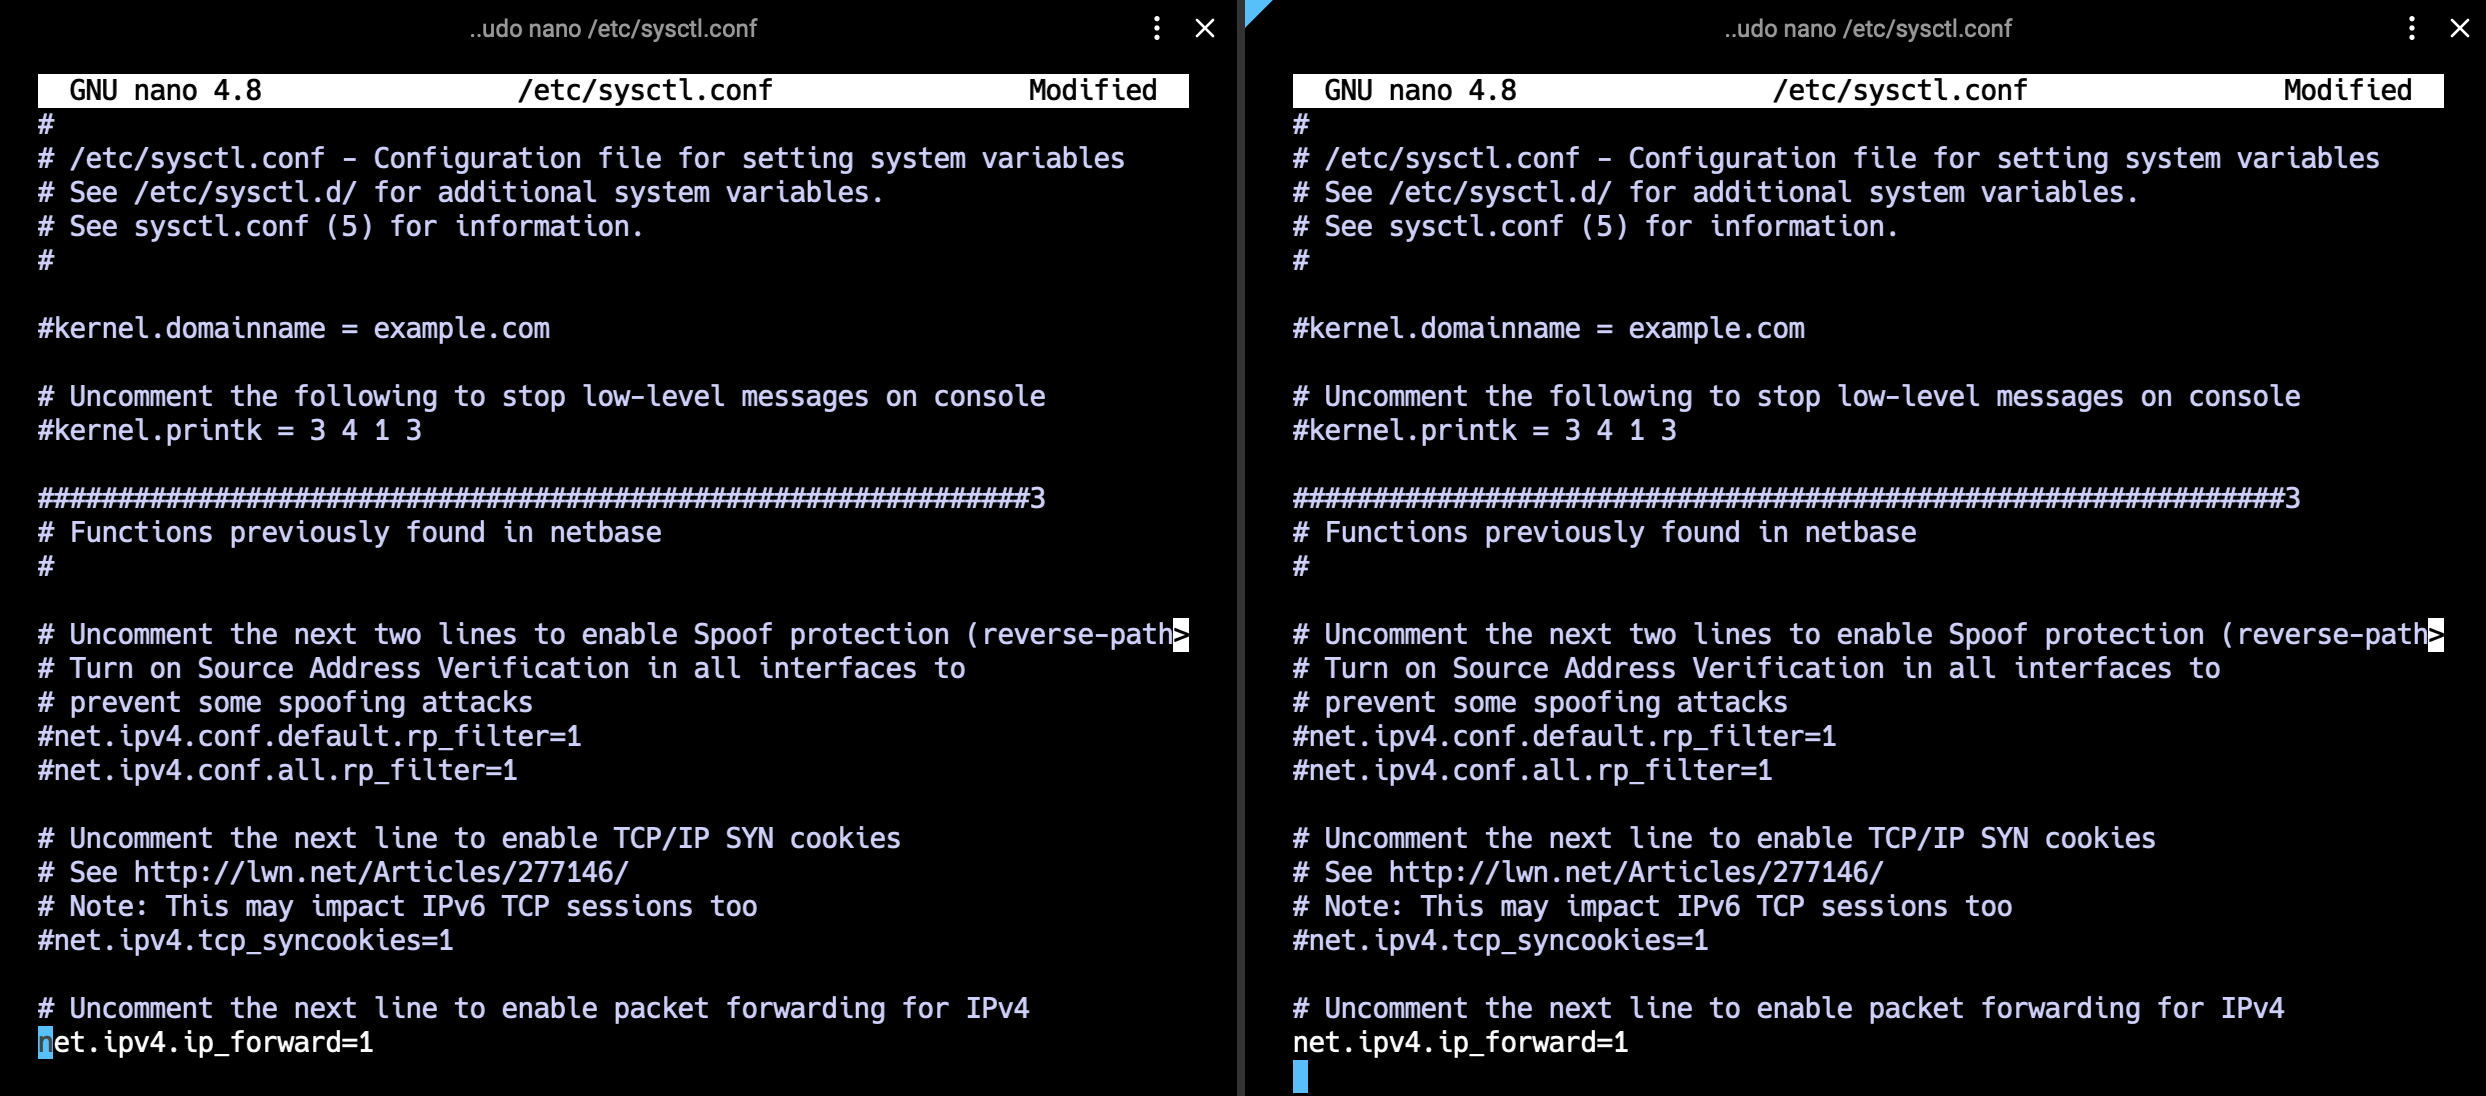 ..udo nano /etc/sysctl.conf
GNU nano 4.8 /etc/sysctl.conf Modified
#
# /etc/sysctl.conf - Configuration file for setting system variables
# See /etc/sysctl.d/ for additional system variables.
# See sysctl.conf (5) for information.
#
#kernel.domainname = example.com
# Uncomment the following to stop low-level messages on console
#kernel.printk = 3 4 1 3
##############################################################3
# Functions previously found in netbase
#
# Uncomment the next two lines to enable Spoof protection (reverse-path>
# Turn on Source Address Verification in all interfaces to
# prevent some spoofing attacks
#net.ipv4.conf.default.rp_filter=1
#net.ipv4.conf.all.rp_filter=1
# Uncomment the next line to enable TCP/IP SYN cookies
# See http://lwn.net/Articles/277146/
# Note: This may impact IPv6 TCP sessions too
#net.ipv4.tcp_syncookies=1
# Uncomment the next line to enable packet forwarding for IPv4
net.ipv4.ip_forward=1
..udo nano /etc/sysctl.conf
GNU nano 4.8 /etc/sysctl.conf Modified
#
# /etc/sysctl.conf - Configuration file for setting system variables
# See /etc/sysctl.d/ for additional system variables.
# See sysctl.conf (5) for information.
#
#kernel.domainname = example.com
# Uncomment the following to stop low-level messages on console
#kernel.printk = 3 4 1 3
##############################################################3
# Functions previously found in netbase
#
# Uncomment the next two lines to enable Spoof protection (reverse-path>
# Turn on Source Address Verification in all interfaces to
# prevent some spoofing attacks
#net.ipv4.conf.default.rp_filter=1
#net.ipv4.conf.all.rp_filter=1
# Uncomment the next line to enable TCP/IP SYN cookies
# See http://lwn.net/Articles/277146/
# Note: This may impact IPv6 TCP sessions too
#net.ipv4.tcp_syncookies=1
# Uncomment the next line to enable packet forwarding for IPv4
net.ipv4.ip_forward=1